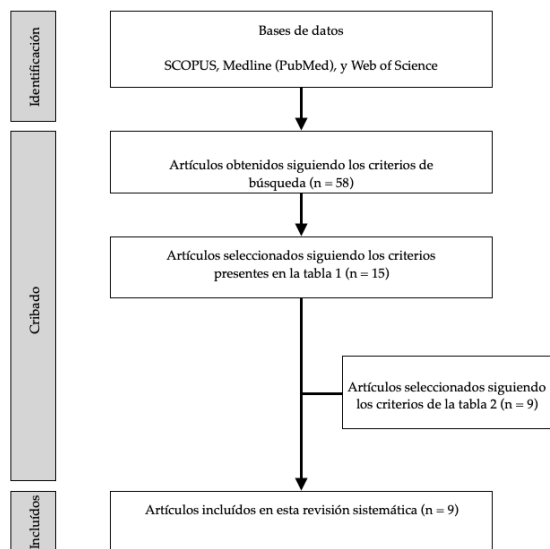 Identificación
Bases de datos
SCOPUS, Medline (PubMed), y Web of Science
Cribado
Artículos obtenidos siguiendo los criterios de
búsqueda (n = 58)
Artículos seleccionados siguiendo los criterios
presentes en la tabla 1 (n = 15)
Artículos seleccionados siguiendo
los criterios de la tabla 2 (n = 9)
Incluídos
Artículos incluídos en esta revisión sistemática (n = 9)